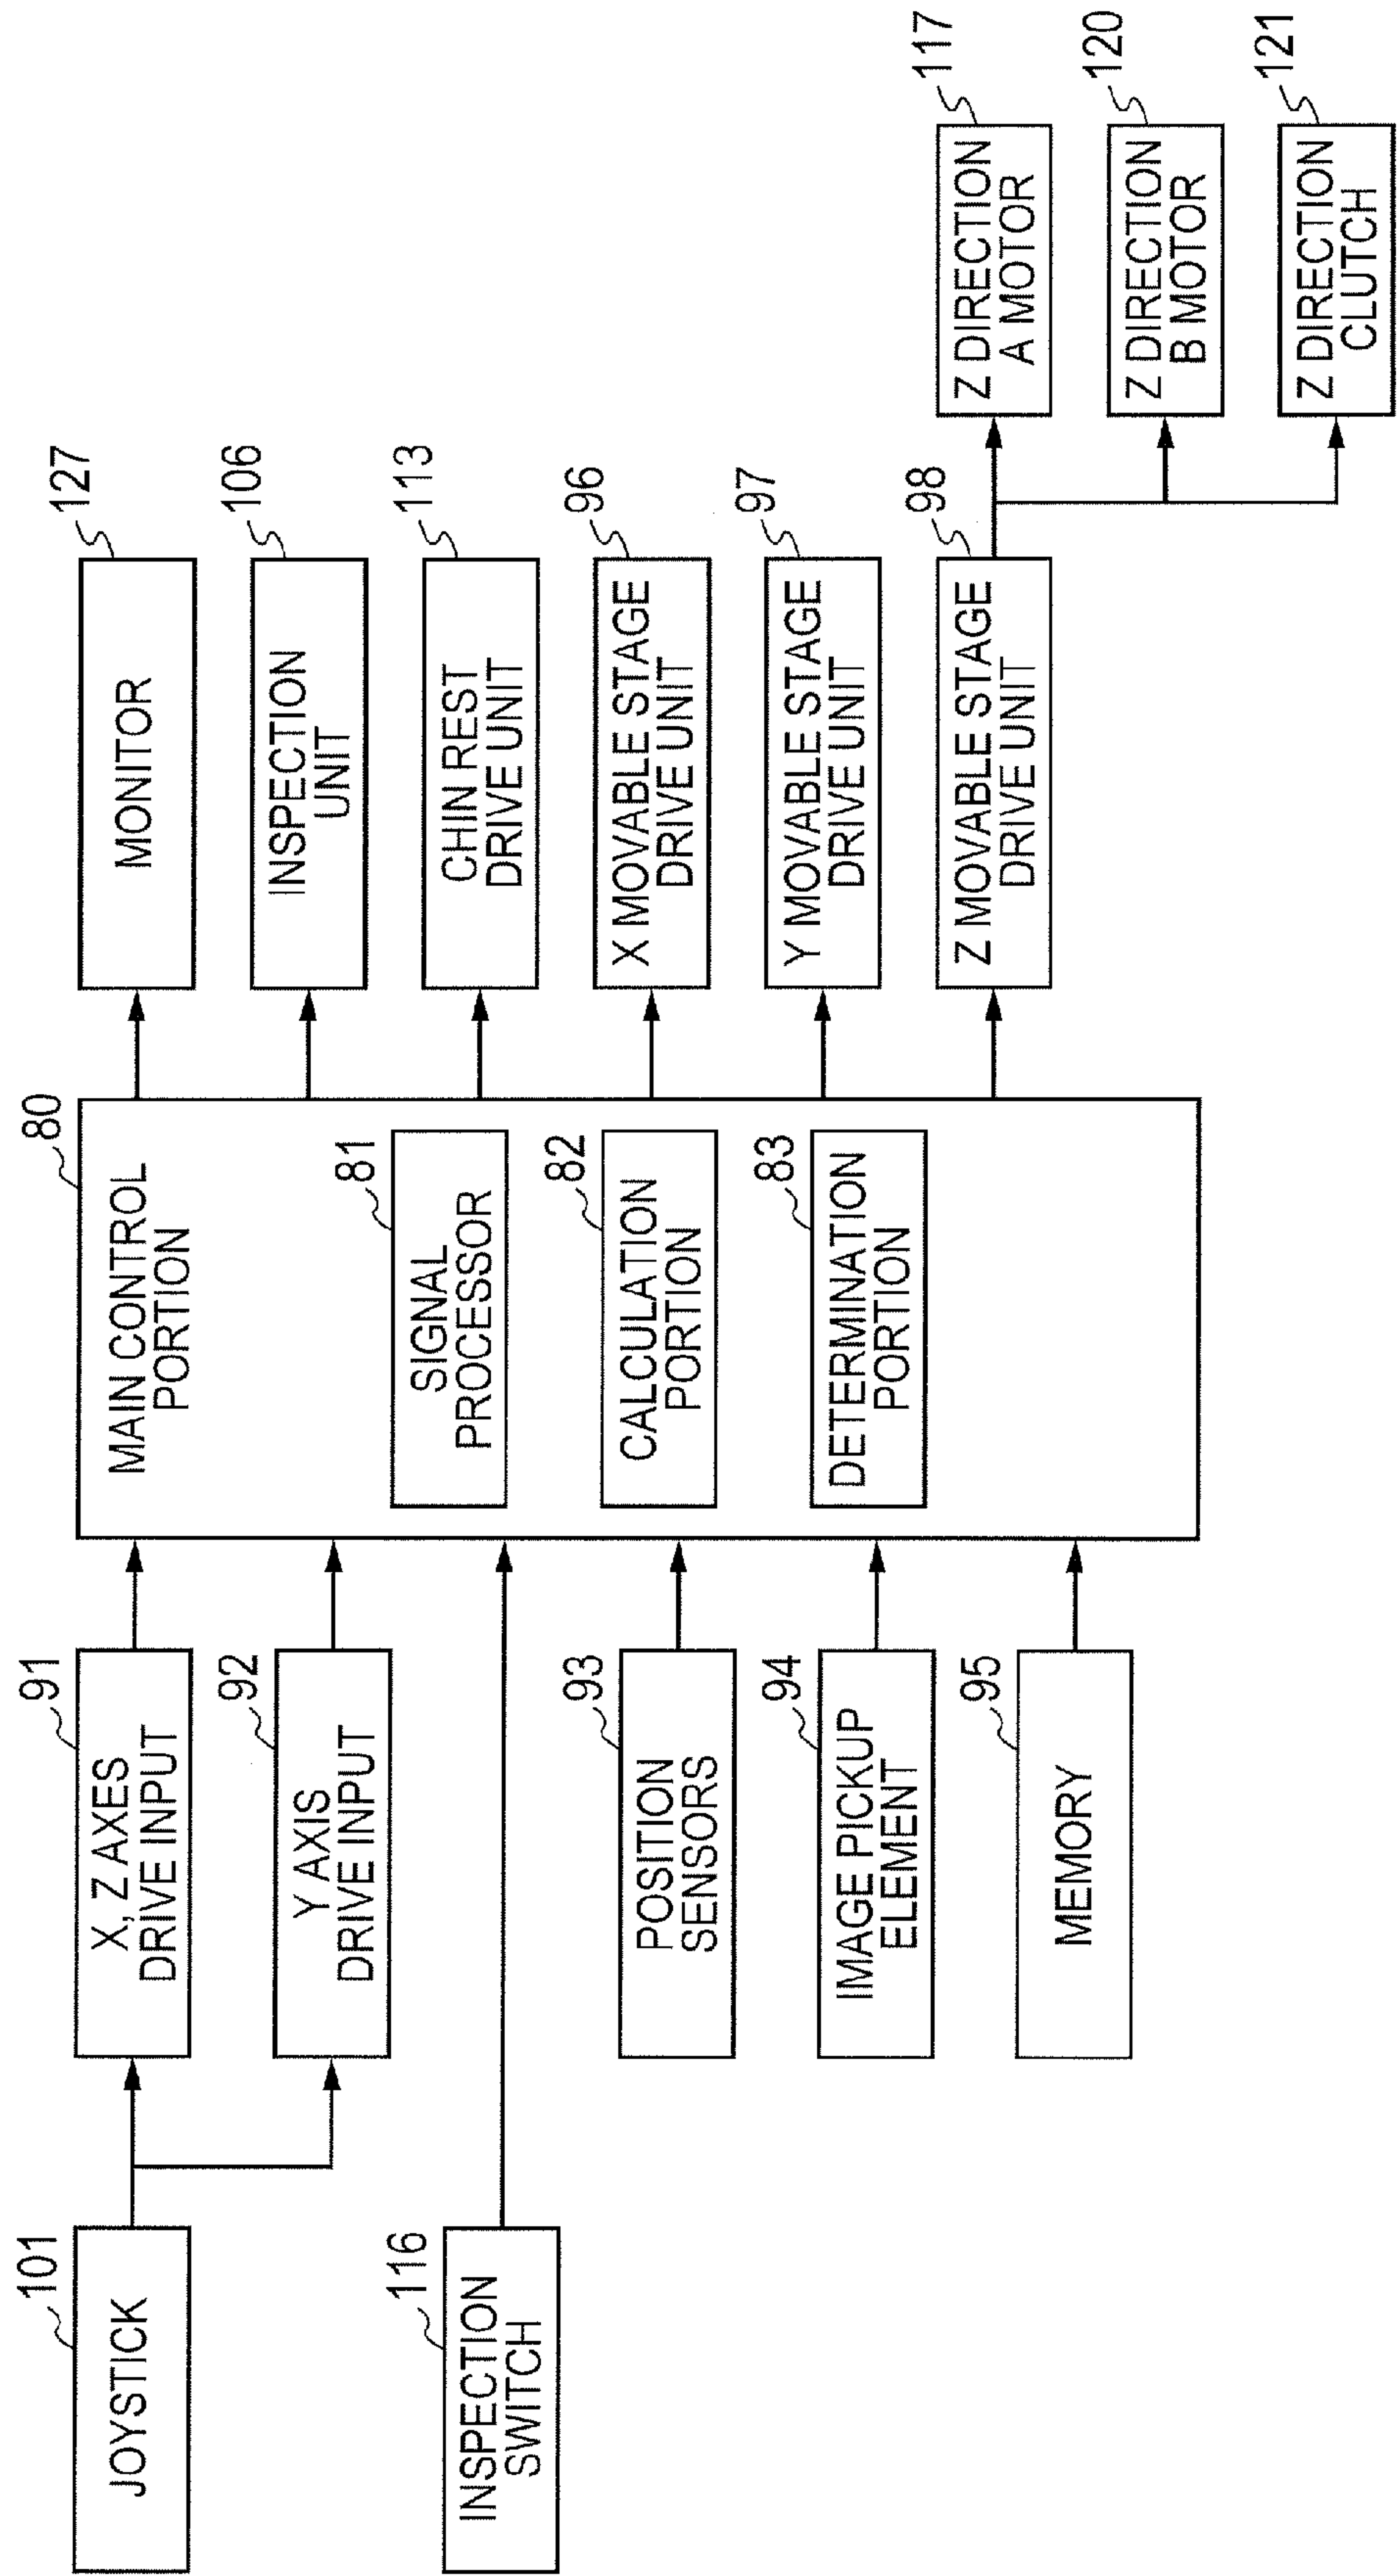 101
JOYSTICK
116
INSPECTION
SWITCH
91
X, Z AXES
DRIVE INPUT
92
Y AXIS
DRIVE INPUT
93
POSITION
SENSORS
94
IMAGE PICKUP
ELEMENT
95
MEMORY
80
MAIN CONTROL
PORTION
81
SIGNAL
PROCESSOR
82
CALCULATION
PORTION
83
DETERMINATION
PORTION
127
MONITOR
106
INSPECTION
UNIT
113
CHIN REST
DRIVE UNIT
96
X MOVABLE STAGE
DRIVE UNIT
97
Y MOVABLE STAGE
DRIVE UNIT
98
Z MOVABLE STAGE
DRIVE UNIT
117
Z DIRECTION
A MOTOR
120
Z DIRECTION
B MOTOR
121
Z DIRECTION
CLUTCH